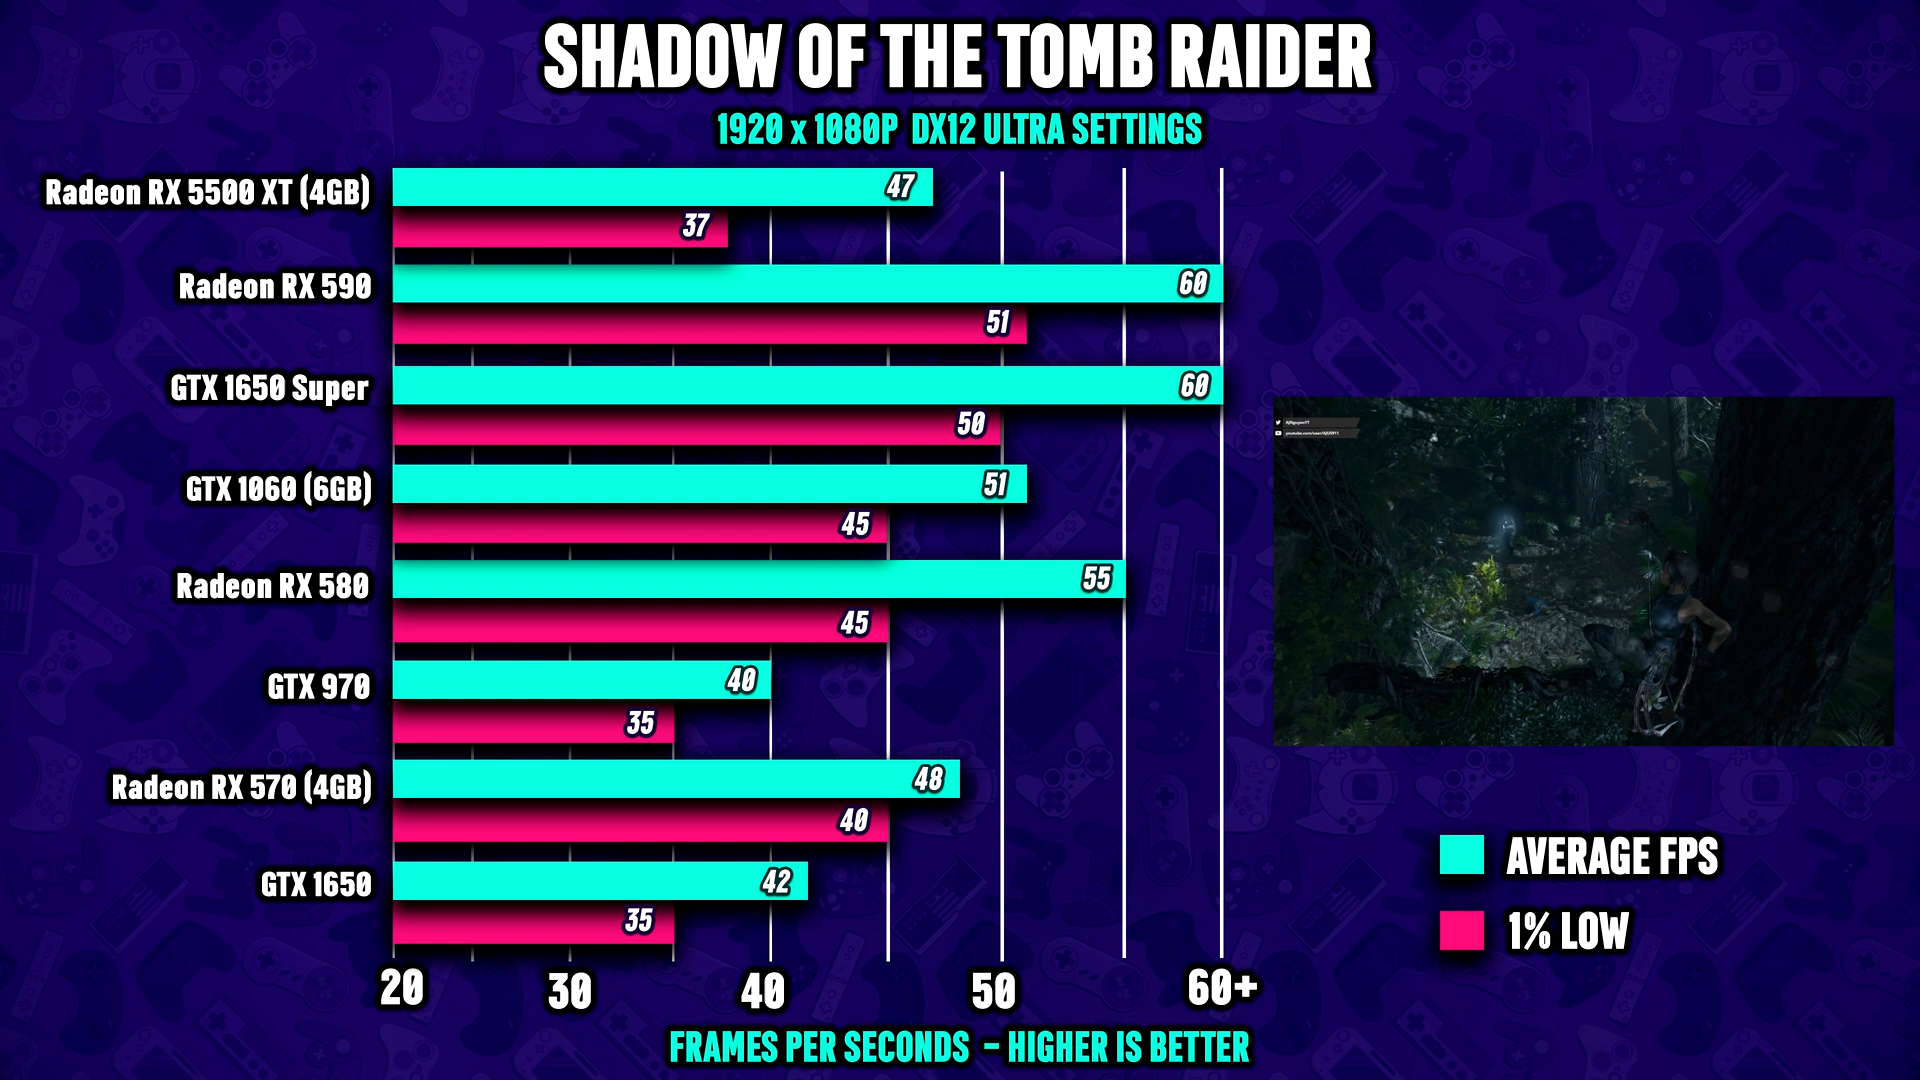 SHADOW OF THE TOMB RAIDER
1920 x 1080P DX12 ULTRA SETTINGS
Radeon RX 5500 XT (4GB)
47
37
Radeon RX 590
60
51
GTX 1650 Super
60
50
GTX 1060 (6GB)
51
45
Radeon RX 580
55
45
GTX 970
40
35
Radeon RX 570 (4GB)
48
40
GTX 1650
42
35
20 30 40 50 60+
FRAMES PER SECONDS - HIGHER IS BETTER
AVERAGE FPS
1% LOW